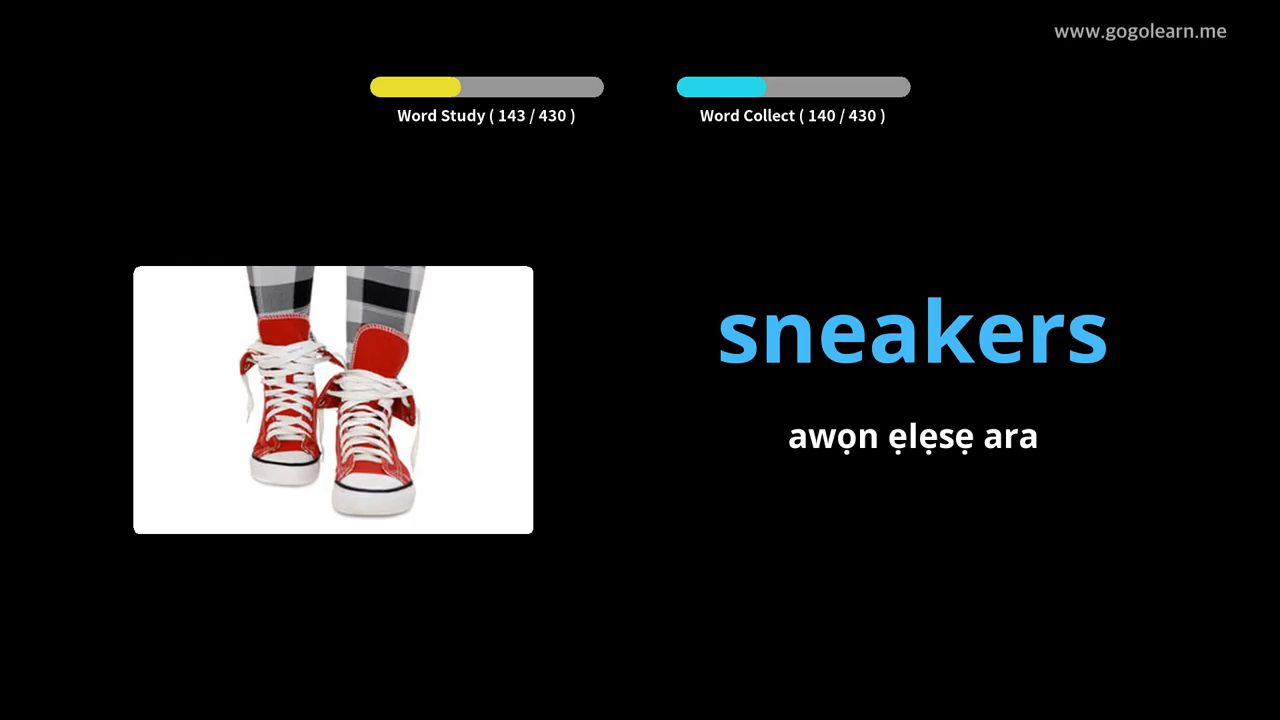 www.gogolearn.me
Word Study ( 143 / 430 )
Word Collect ( 140 / 430 )
sneakers
awọn ẹlẹsẹ ara